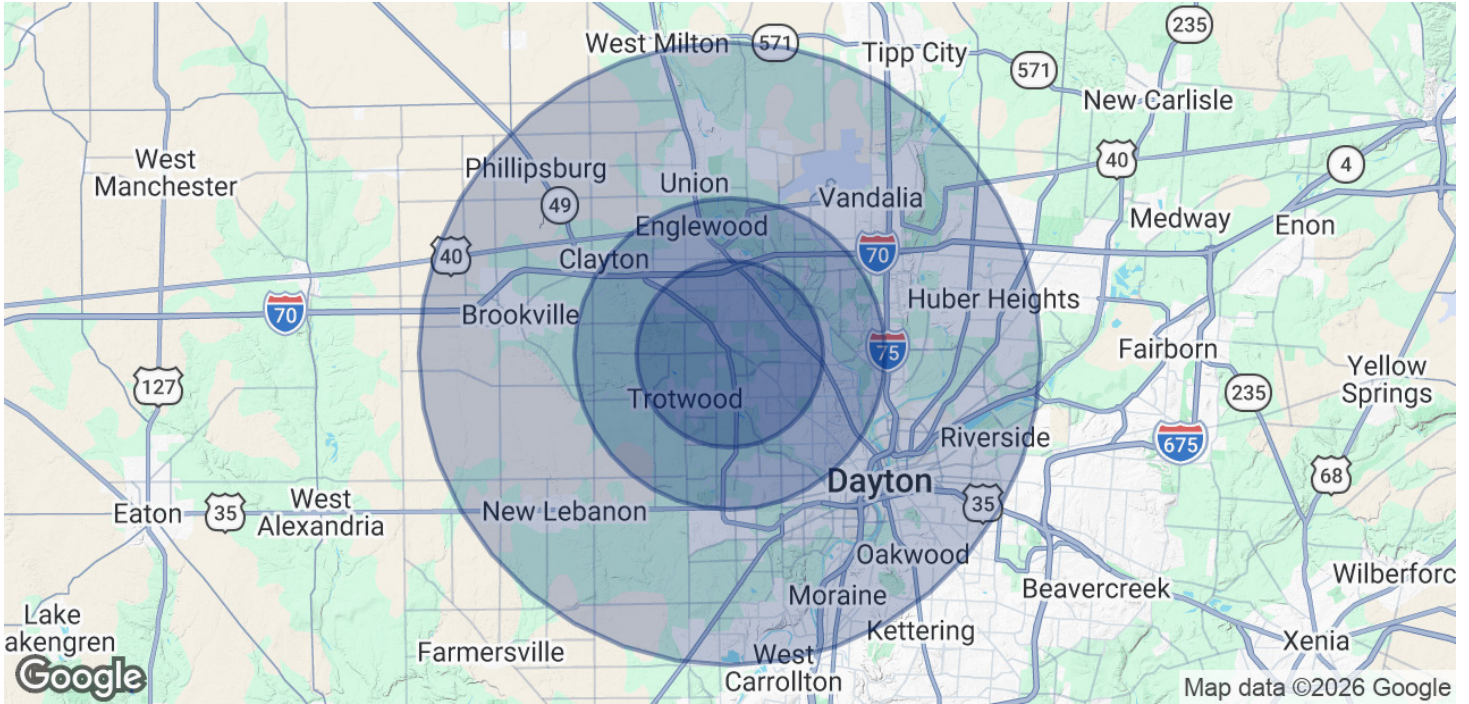 235
West Milton
571
Tipp City
571
New Carlisle
West
Manchester
Phillipsburg
Union
40
4
49
Vandalia
Medway
Enon
Englewood
40
Clayton
70
Huber Heights
70
Brookville
75
Fairborn
127
Yellow
Springs
Trotwood
235
Riverside
675
Dayton
68
Eaton
35
West
Alexandria
New Lebanon
35
Oakwood
Beavercreek
Wilberforc
Moraine
Lake
akengren
Kettering
Xenia
Farmersville
West
Carrollton
Google
Map data ©2026 Google